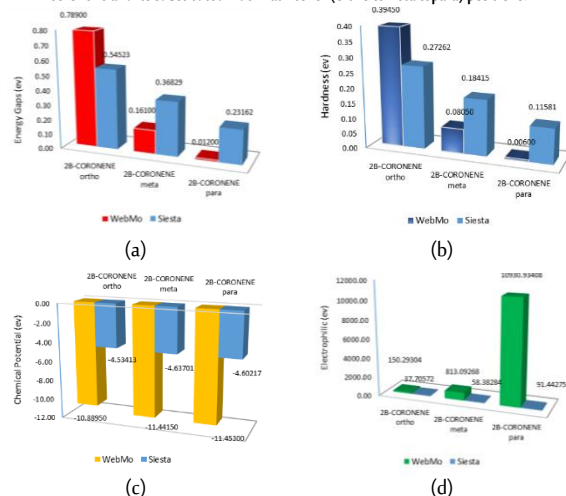 0.80
0.70
0.60
0.50
0.40
0.30
0.20
0.10
0.00
Energy Gaps (ev)
0.78900
0.54523
0.16100
0.36829
0.01200
0.23162
2B-CORONENE
ortho
2B-CORONENE
meta
2B-CORONENE
para
WebMo Siesta
(a)
0.40
0.35
0.30
0.25
0.20
0.15
0.10
0.05
0.00
Hardness (ev)
0.39450
0.27262
0.08050
0.18415
0.00600
0.11581
2B-CORONENE
ortho
2B-CORONENE
meta
2B-CORONENE
para
WebMo Siesta
(b)
2B-CORONENE
ortho
2B-CORONENE
meta
2B-CORONENE
para
0.00
-2.00
-4.00
-6.00
-8.00
-10.00
-12.00
Chemical Potential (ev)
-4.53413
-4.63701
-4.60217
-10.88950
-11.44150
-11.45300
WebMo Siesta
(c)
12000.00
10000.00
8000.00
6000.00
4000.00
2000.00
0.00
Electrophilic (ev)
150.29304
37.70572
813.09268
58.38284
10930.93408
91.44275
2B-CORONENE
ortho
2B-CORONENE
meta
2B-CORONENE
para
WebMo Siesta
(d)